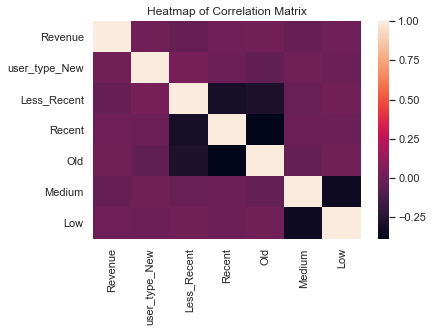 Heatmap of Correlation Matrix
Revenue
user_type_New
Less_Recent
Recent
Old
Medium
Low
Revenue
user_type_New
Less_Recent
Recent
Old
Medium
Low
1.00
0.75
0.50
0.25
0.00
−0.25